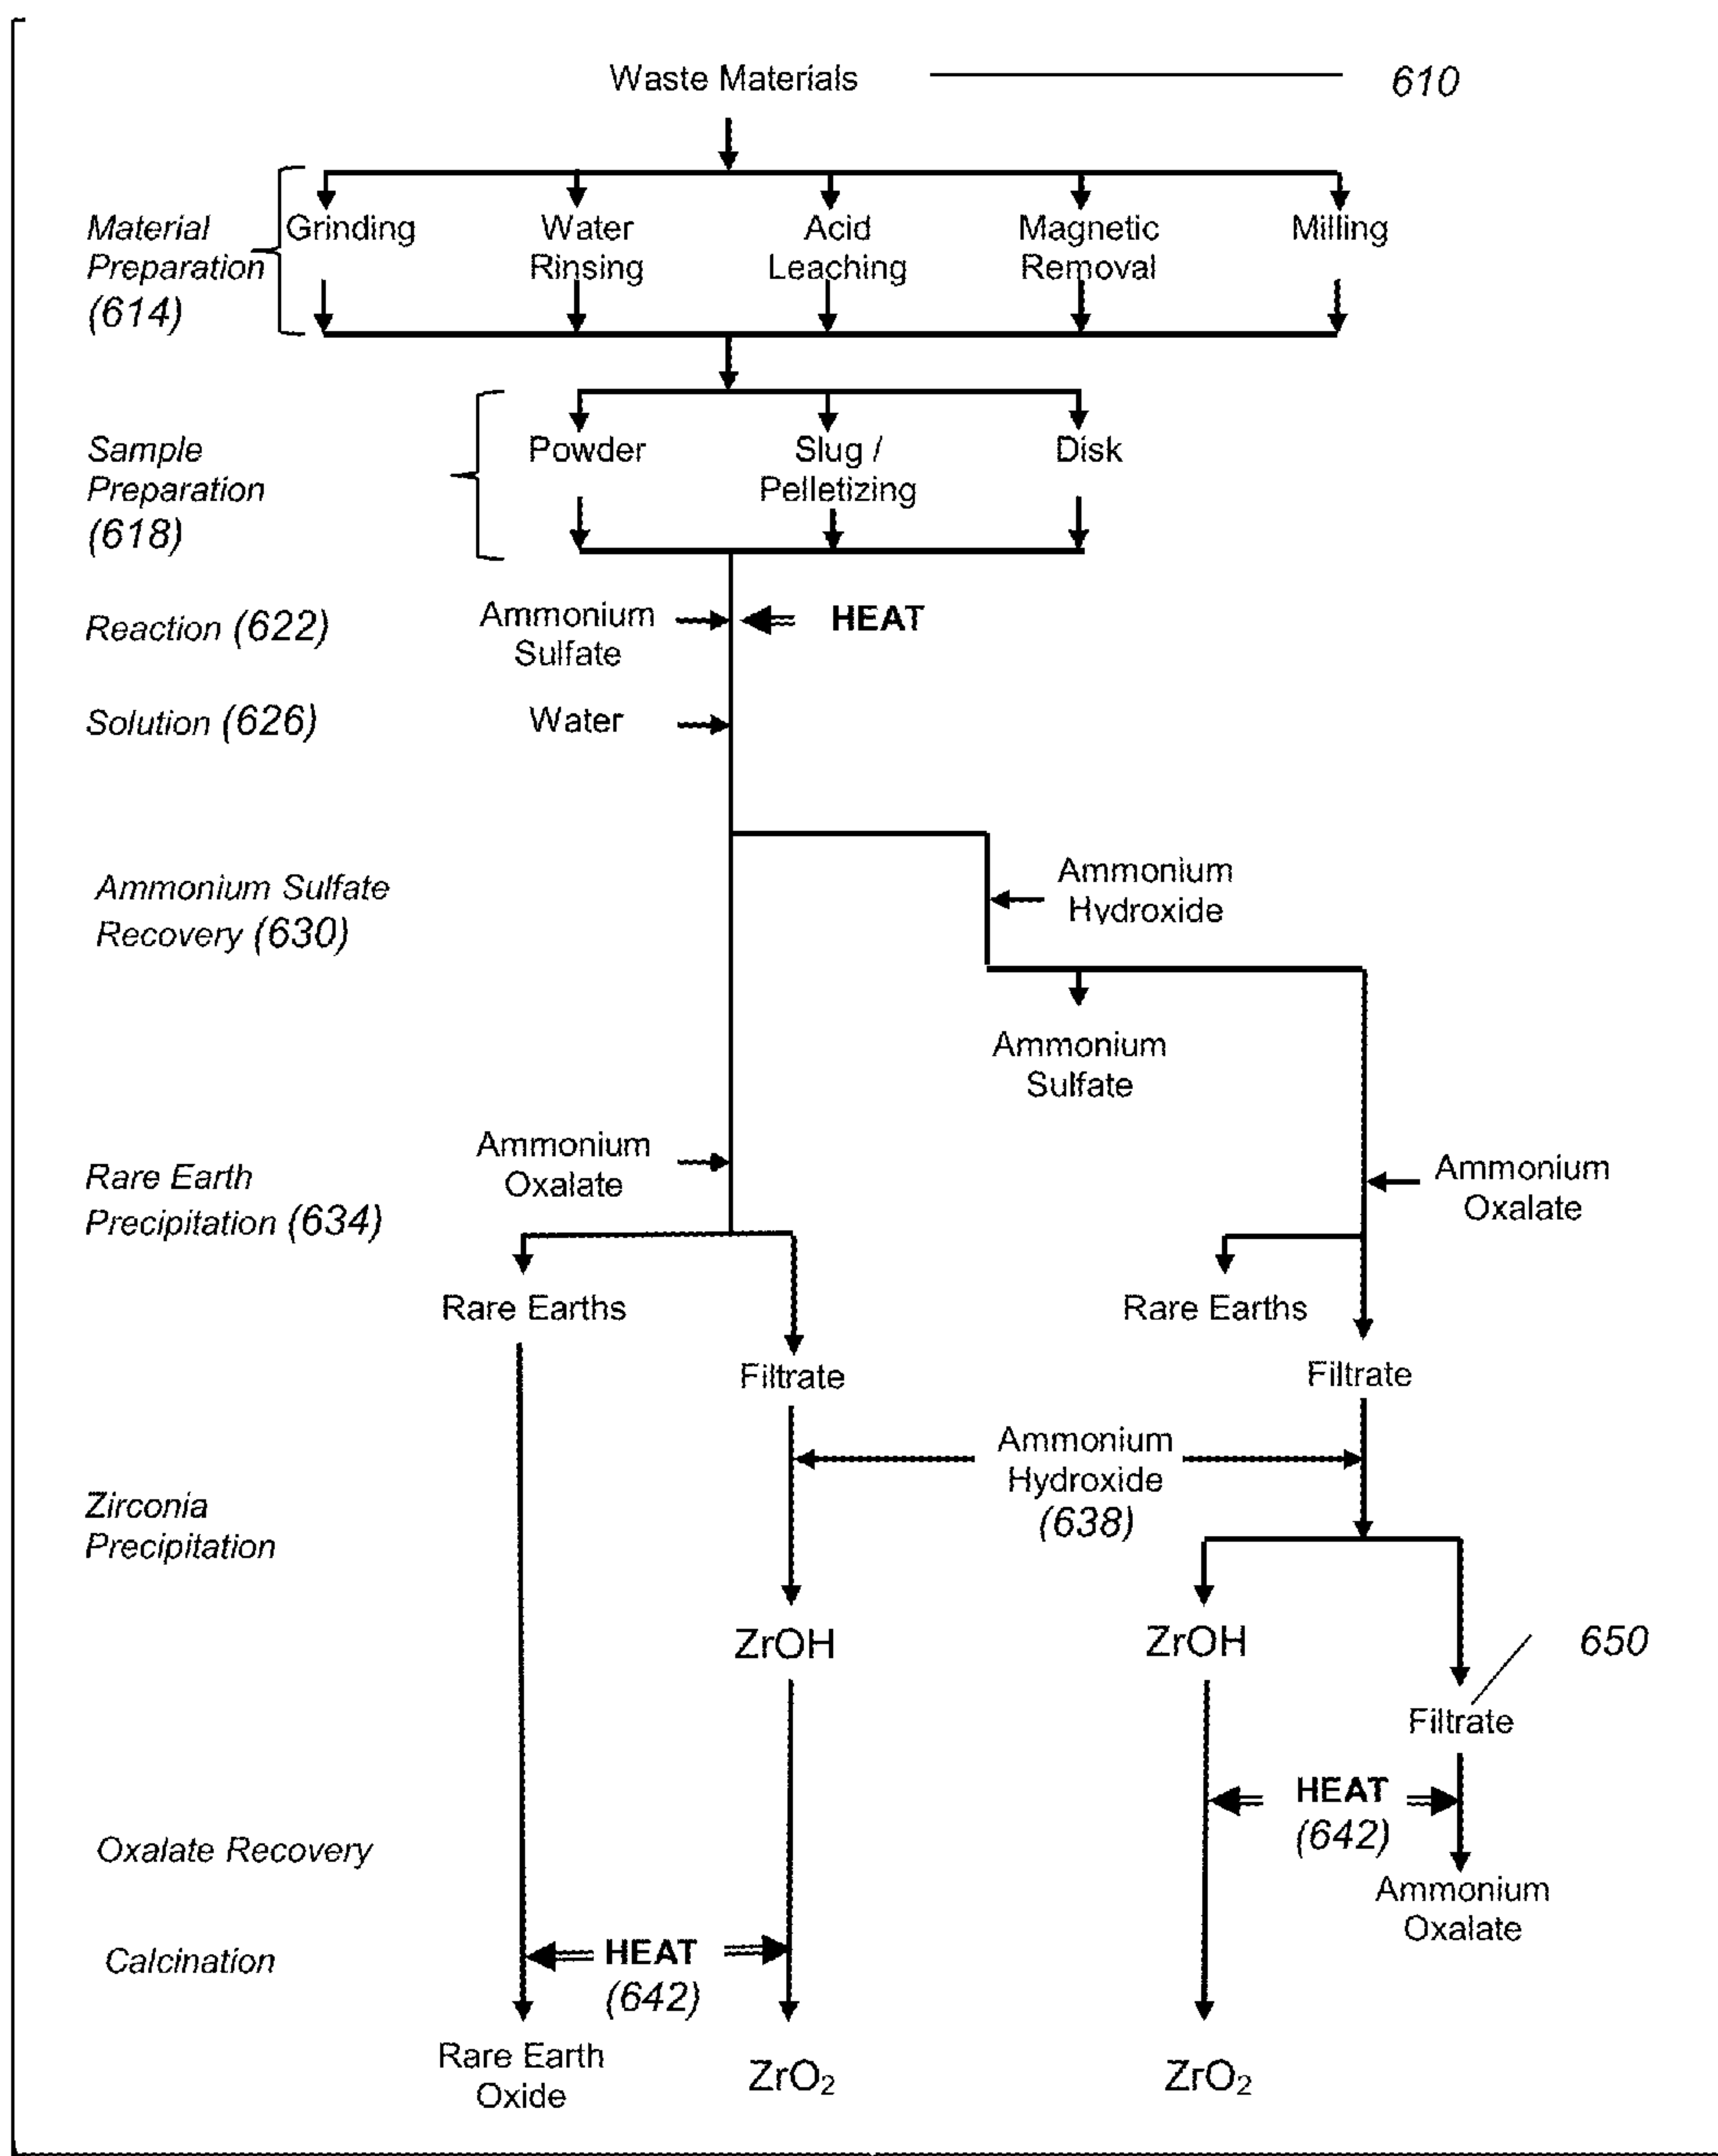 Waste Materials
610
Material
Preparation
(614)
Grinding
Water
Rinsing
Acid
Leaching
Magnetic
Removal
Milling
Sample
Preparation
(618)
Powder
Slug /
Pelletizing
Disk
Reaction (622)
Ammonium
Sulfate
HEAT
Solution (626)
Water
Ammonium Sulfate
Recovery (630)
Ammonium
Hydroxide
Ammonium
Sulfate
Rare Earth
Precipitation (634)
Ammonium
Oxalate
Ammonium
Oxalate
Rare Earths
Filtrate
Rare Earths
Filtrate
Zirconia
Precipitation
Ammonium
Hydroxide
(638)
ZrOH
ZrOH
650
Filtrate
Oxalate Recovery
HEAT
(642)
Ammonium
Oxalate
Calcination
HEAT
(642)
Rare Earth
Oxide
ZrO₂
ZrO₂